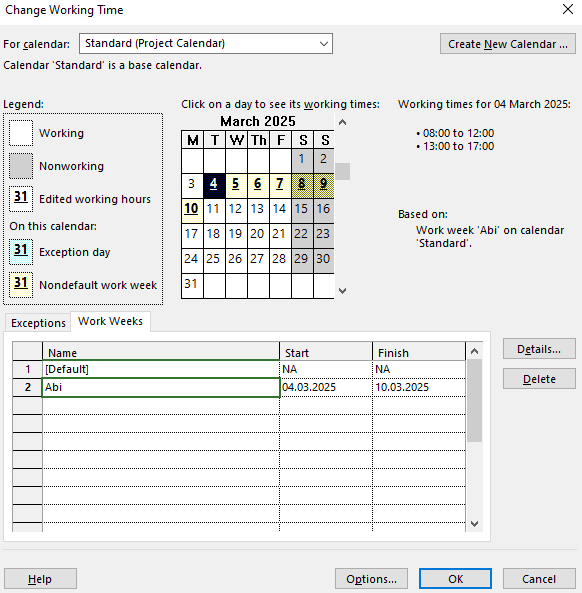 Change Working Time
For calendar: Standard (Project Calendar)
Create New Calendar ...
Calendar 'Standard' is a base calendar.
Legend:
Working
Nonworking
31 Edited working hours
On this calendar:
31 Exception day
31 Nondefault work week
Click on a day to see its working times:
March 2025
M T W Th F S S
1 2
3 4 5 6 7 8 9
10 11 12 13 14 15 16
17 18 19 20 21 22 23
24 25 26 27 28 29 30
31
Working times for 04 March 2025:
• 08:00 to 12:00
• 13:00 to 17:00
Based on:
Work week 'Abi' on calendar
'Standard'.
Exceptions Work Weeks
Name Start Finish
1 [Default] NA NA
2 Abi 04.03.2025 10.03.2025
Details...
Delete
Help Options... OK Cancel